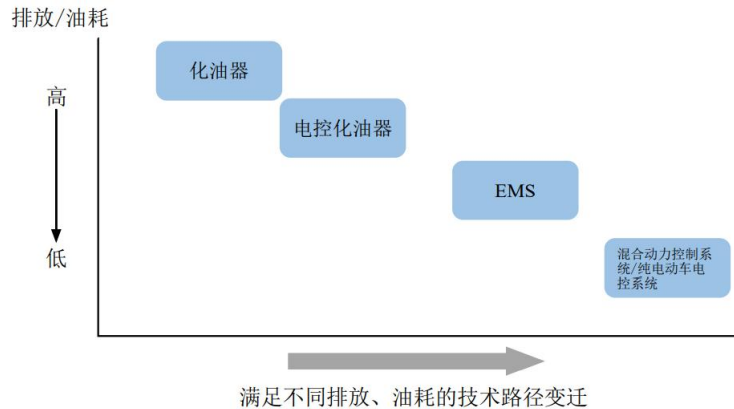 排放/油耗
化油器
高
电控化油器
EMS
低
混合动力控制系
统/纯电动车电
控系统
满足不同排放、油耗的技术路径变迁